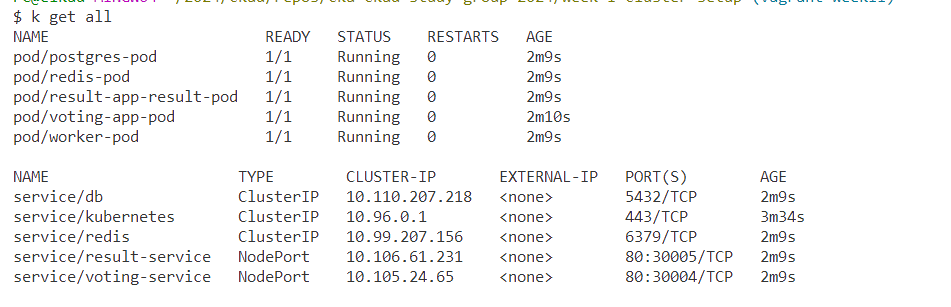 $ k get all
NAME READY STATUS RESTARTS AGE
pod/postgres-pod 1/1 Running 0 2m9s
pod/redis-pod 1/1 Running 0 2m9s
pod/result-app-result-pod 1/1 Running 0 2m9s
pod/voting-app-pod 1/1 Running 0 2m10s
pod/worker-pod 1/1 Running 0 2m9s
NAME TYPE CLUSTER-IP EXTERNAL-IP PORT(S) AGE
service/db ClusterIP 10.110.207.218 <none> 5432/TCP 2m9s
service/kubernetes ClusterIP 10.96.0.1 <none> 443/TCP 3m34s
service/redis ClusterIP 10.99.207.156 <none> 6379/TCP 2m9s
service/result-service NodePort 10.106.61.231 <none> 80:30005/TCP 2m9s
service/voting-service NodePort 10.105.24.65 <none> 80:30004/TCP 2m9s